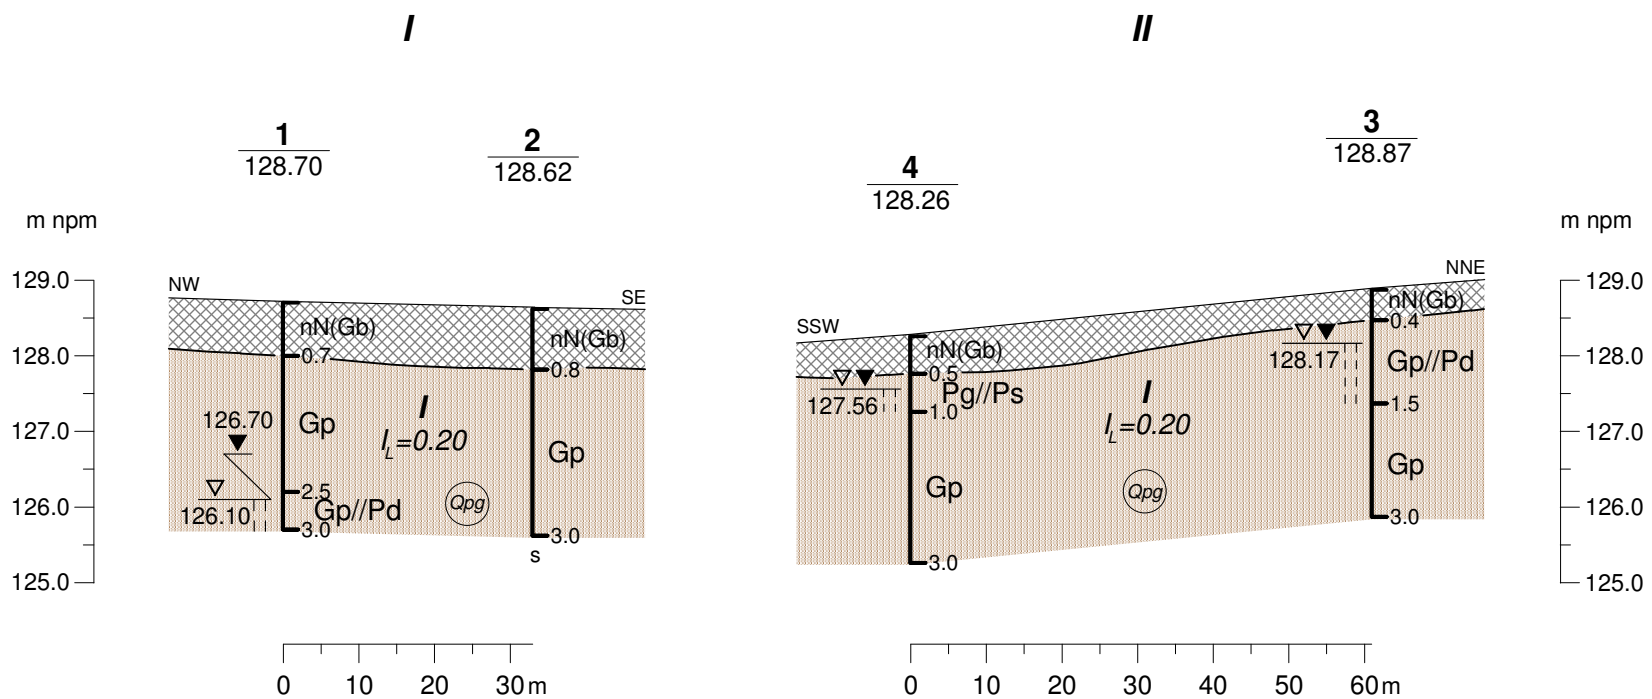 I
II
1
128.70
2
128.62
4
128.26
3
128.87
m npm
m npm
129.0
128.0
127.0
126.0
125.0
NW
SE
nN(Gb)
0.7
Gp
2.5
Gp//Pd
3.0
126.70
126.10
I
I_L=0.20
Qpg
nN(Gb)
0.8
Gp
3.0
s
SSW
NNE
nN(Gb)
0.5
Pg//Ps
1.0
Gp
3.0
127.56
I
I_L=0.20
Qpg
128.17
nN(Gb)
0.4
Gp//Pd
1.5
Gp
3.0
129.0
128.0
127.0
126.0
125.0
0 10 20 30 m
0 10 20 30 40 50 60 m